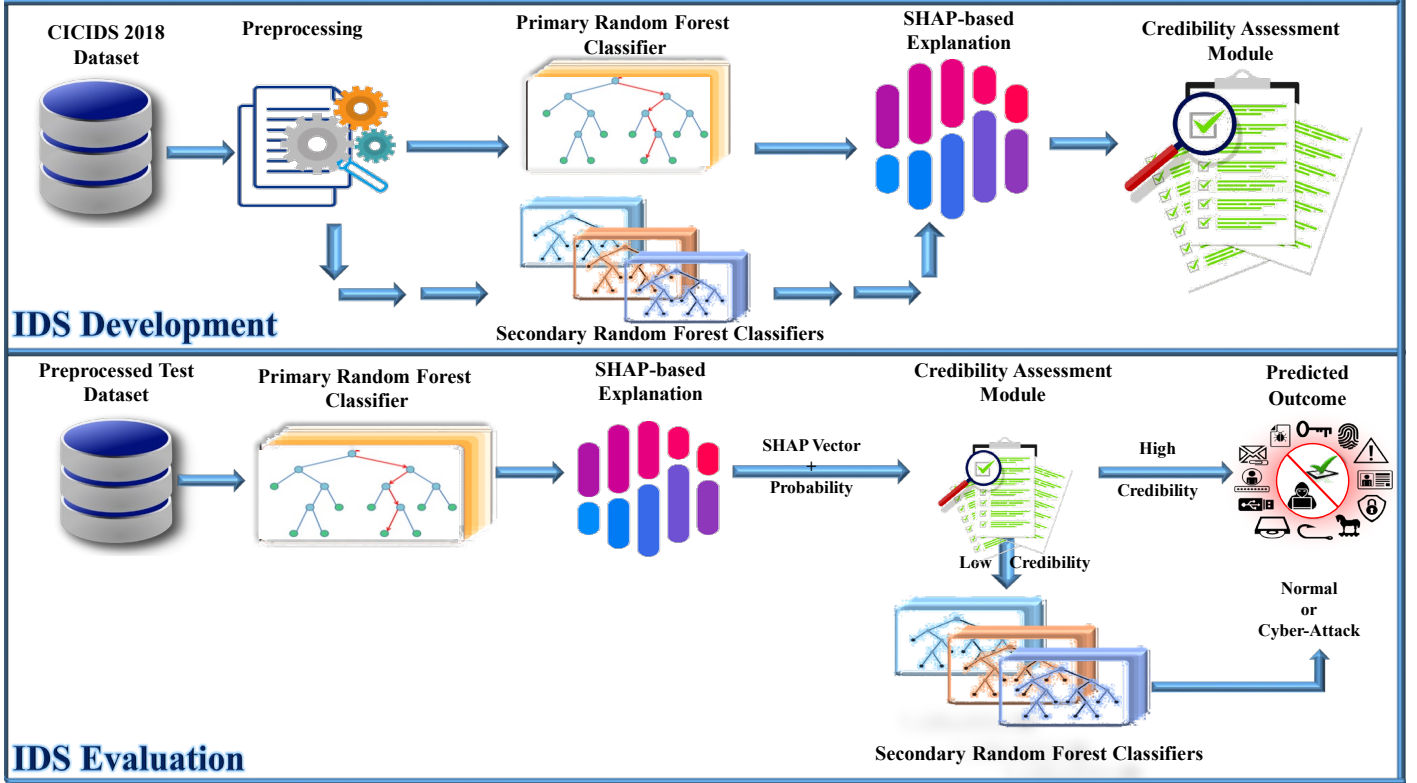 CICIDS 2018
Dataset
Preprocessing
Primary Random Forest
Classifier
SHAP-based
Explanation
Credibility Assessment
Module
Secondary Random Forest Classifiers
IDS Development
Preprocessed Test
Dataset
Primary Random Forest
Classifier
SHAP-based
Explanation
SHAP Vector
+
Probability
Credibility Assessment
Module
High
Credibility
Predicted
Outcome
Low Credibility
Normal
or
Cyber-Attack
Secondary Random Forest Classifiers
IDS Evaluation